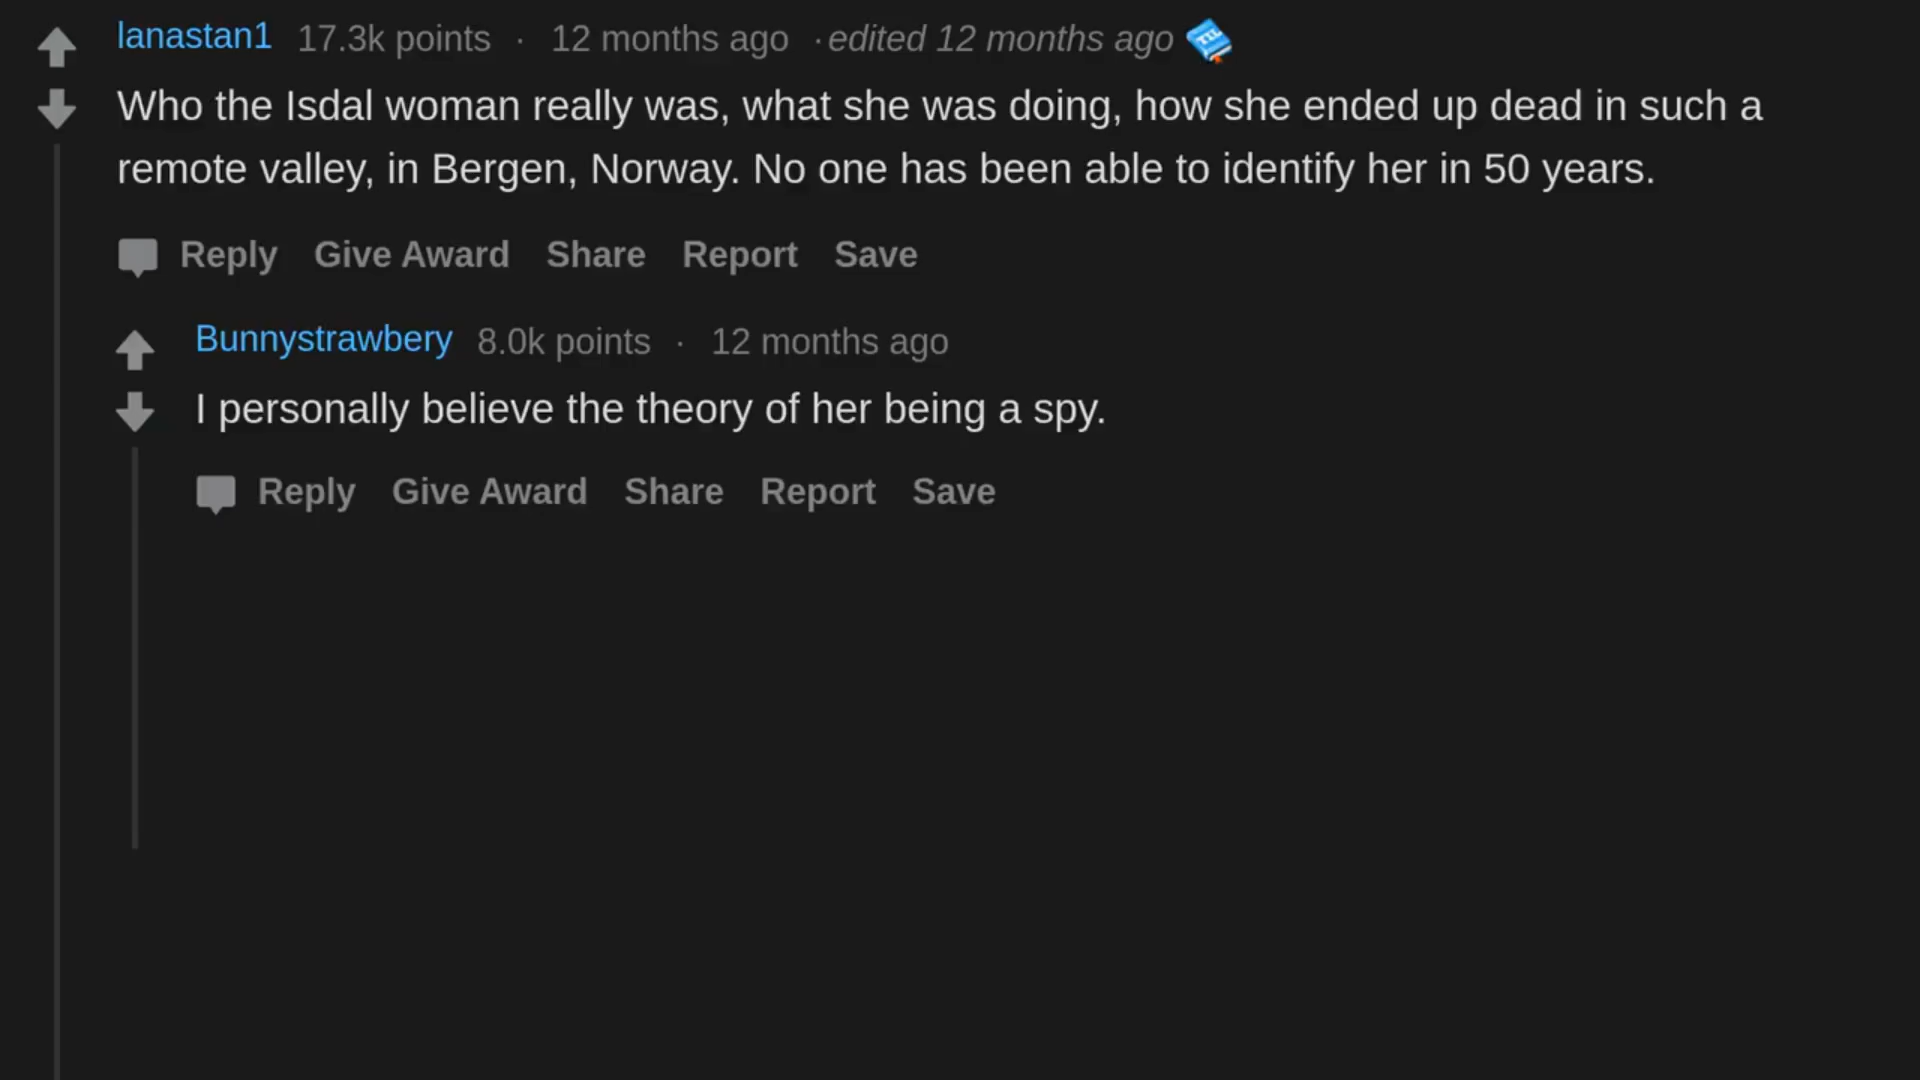 lanastan1 17.3k points · 12 months ago · edited 12 months ago TIL
Who the Isdal woman really was, what she was doing, how she ended up dead in such a
remote valley, in Bergen, Norway. No one has been able to identify her in 50 years.
Reply Give Award Share Report Save
Bunnystrawbery 8.0k points · 12 months ago
I personally believe the theory of her being a spy.
Reply Give Award Share Report Save